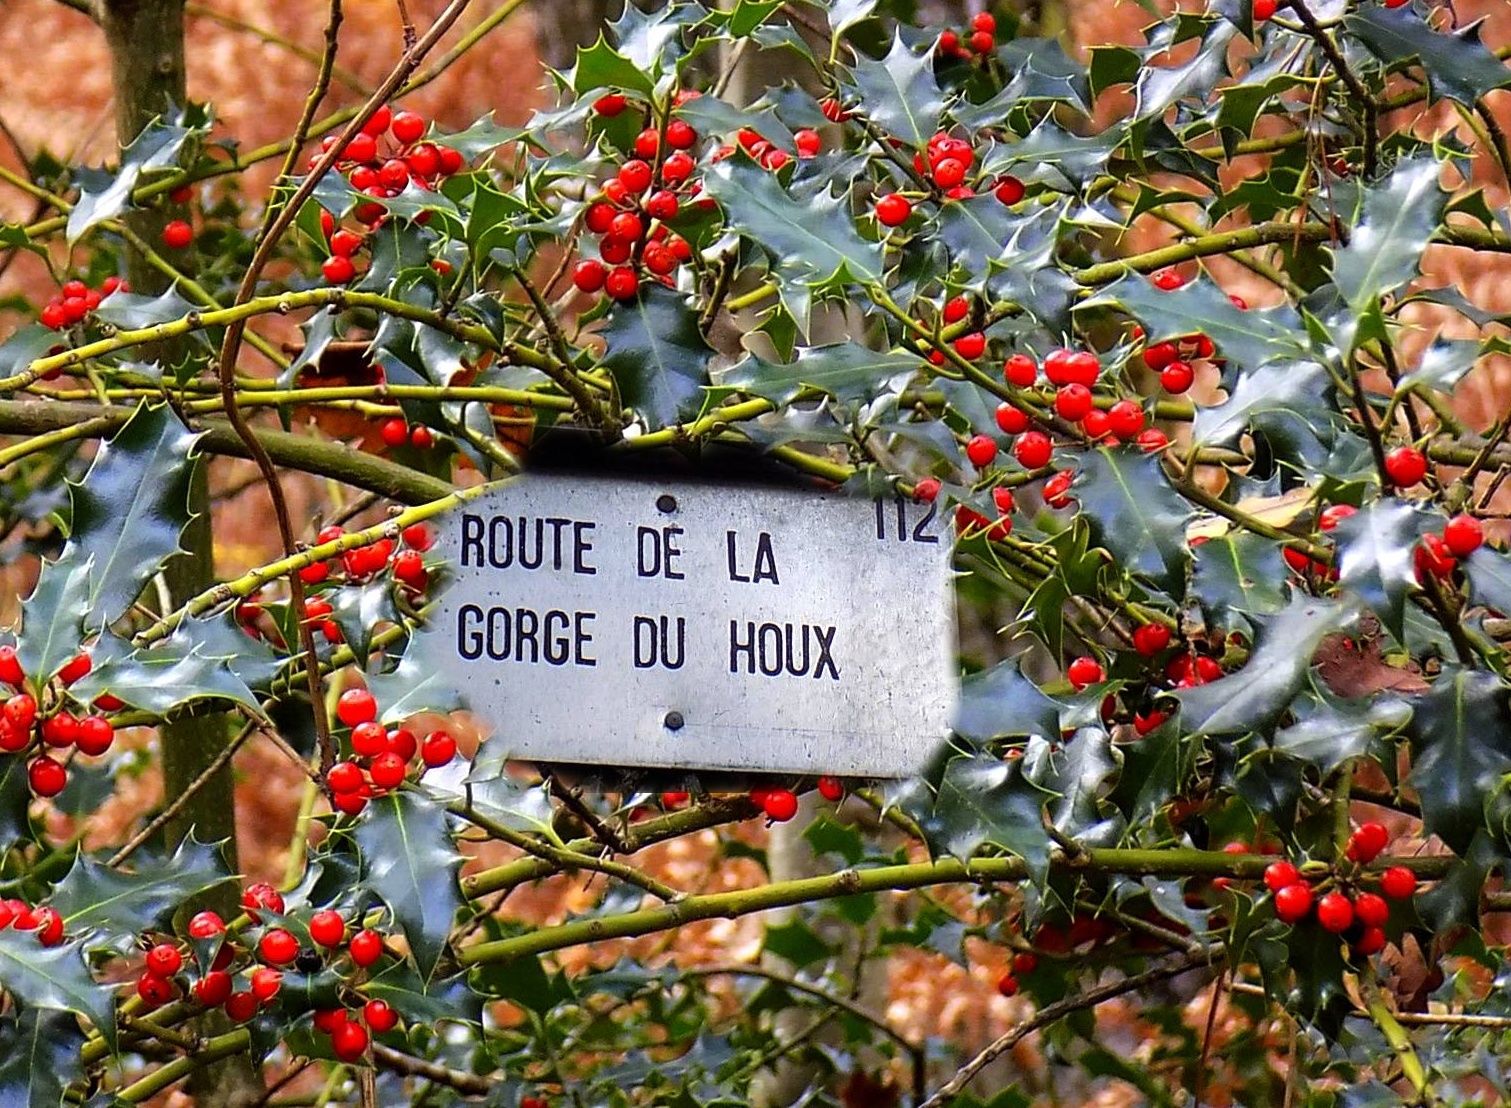 112
ROUTE DE LA
GORGE DU HOUX